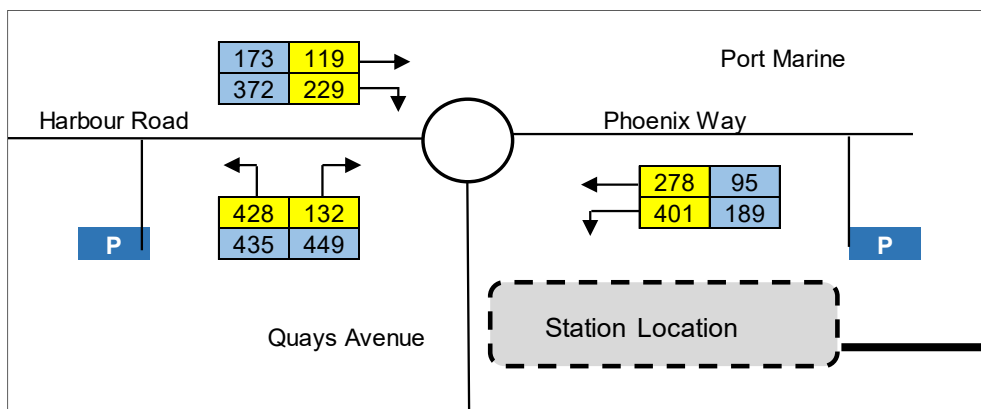 173 119
372 229
Port Marine
Harbour Road
Phoenix Way
428 132
435 449
278 95
401 189
P
P
Quays Avenue
Station Location